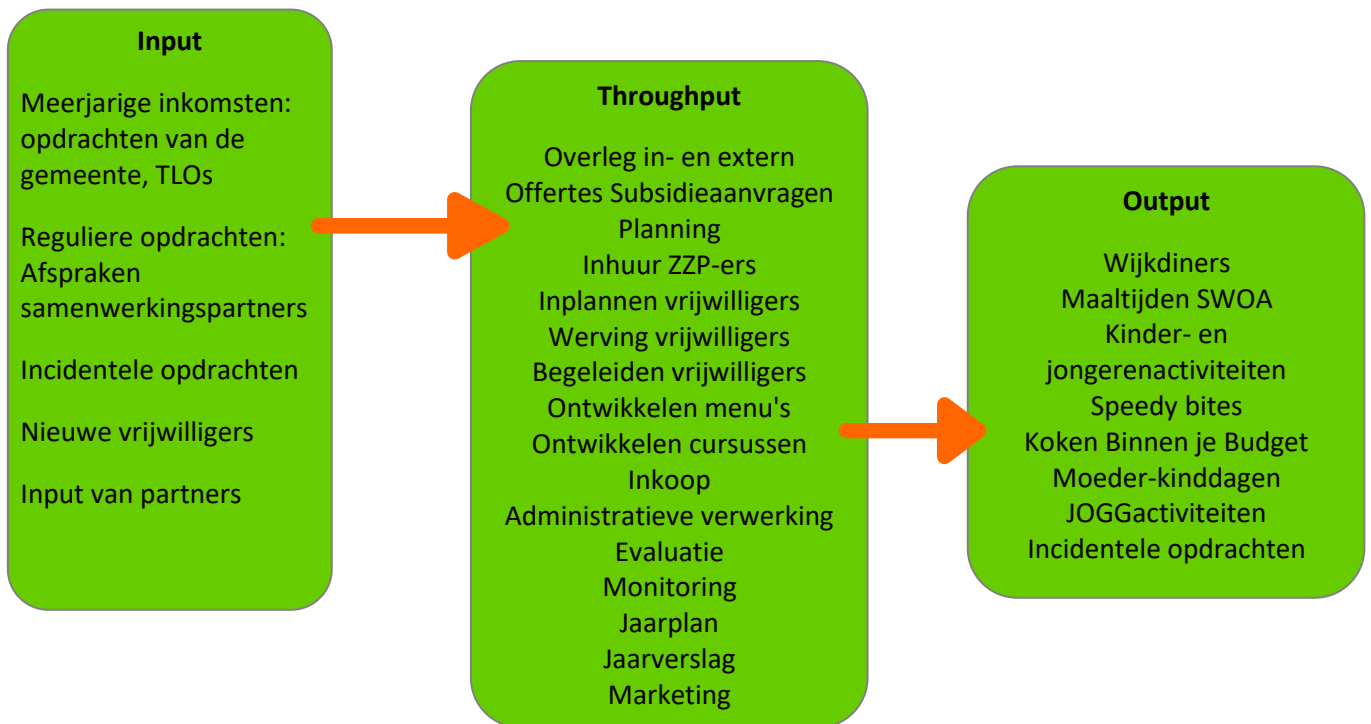 Input
Meerjarige inkomsten:
opdrachten van de
gemeente, TLOs
Reguliere opdrachten:
Afspraken
samenwerkingspartners
Incidentele opdrachten
Nieuwe vrijwilligers
Input van partners
Throughput
Overleg in- en extern
Offertes Subsidieaanvragen
Planning
Inhuur ZZP-ers
Inplannen vrijwilligers
Werving vrijwilligers
Begeleiden vrijwilligers
Ontwikkelen menu's
Ontwikkelen cursussen
Inkoop
Administratieve verwerking
Evaluatie
Monitoring
Jaarplan
Jaarverslag
Marketing
Output
Wijkdiners
Maaltijden SWOA
Kinder- en
jongerenactiviteiten
Speedy bites
Koken Binnen je Budget
Moeder-kinddagen
JOGGactiviteiten
Incidentele opdrachten